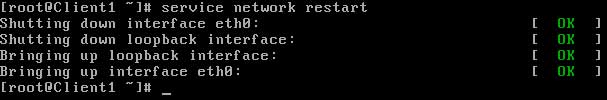 [root@Client1 ~]# service network restart
Shutting down interface eth0: [ OK ]
Shutting down loopback interface: [ OK ]
Bringing up loopback interface: [ OK ]
Bringing up interface eth0: [ OK ]
[root@Client1 ~]# _